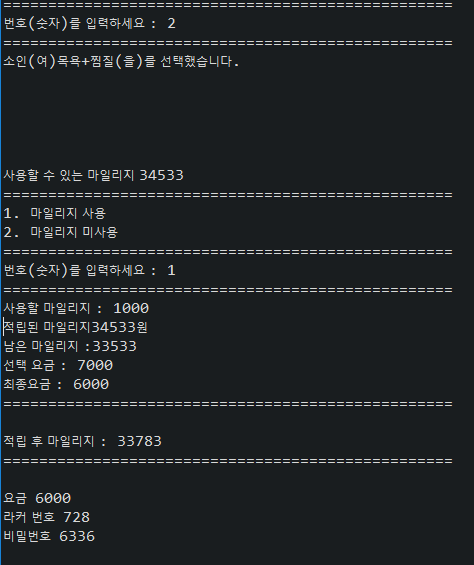 ==================================================
번호(숫자)를 입력하세요 : 2
==================================================
소인(여)목욕+찜질(을)를 선택했습니다.
사용할 수 있는 마일리지 34533
==================================================
1. 마일리지 사용
2. 마일리지 미사용
==================================================
번호(숫자)를 입력하세요 : 1
==================================================
사용할 마일리지 : 1000
적립된 마일리지34533원
남은 마일리지 :33533
선택 요금 : 7000
최종요금 : 6000
==================================================
적립 후 마일리지 : 33783
==================================================
요금 6000
라커 번호 728
비밀번호 6336